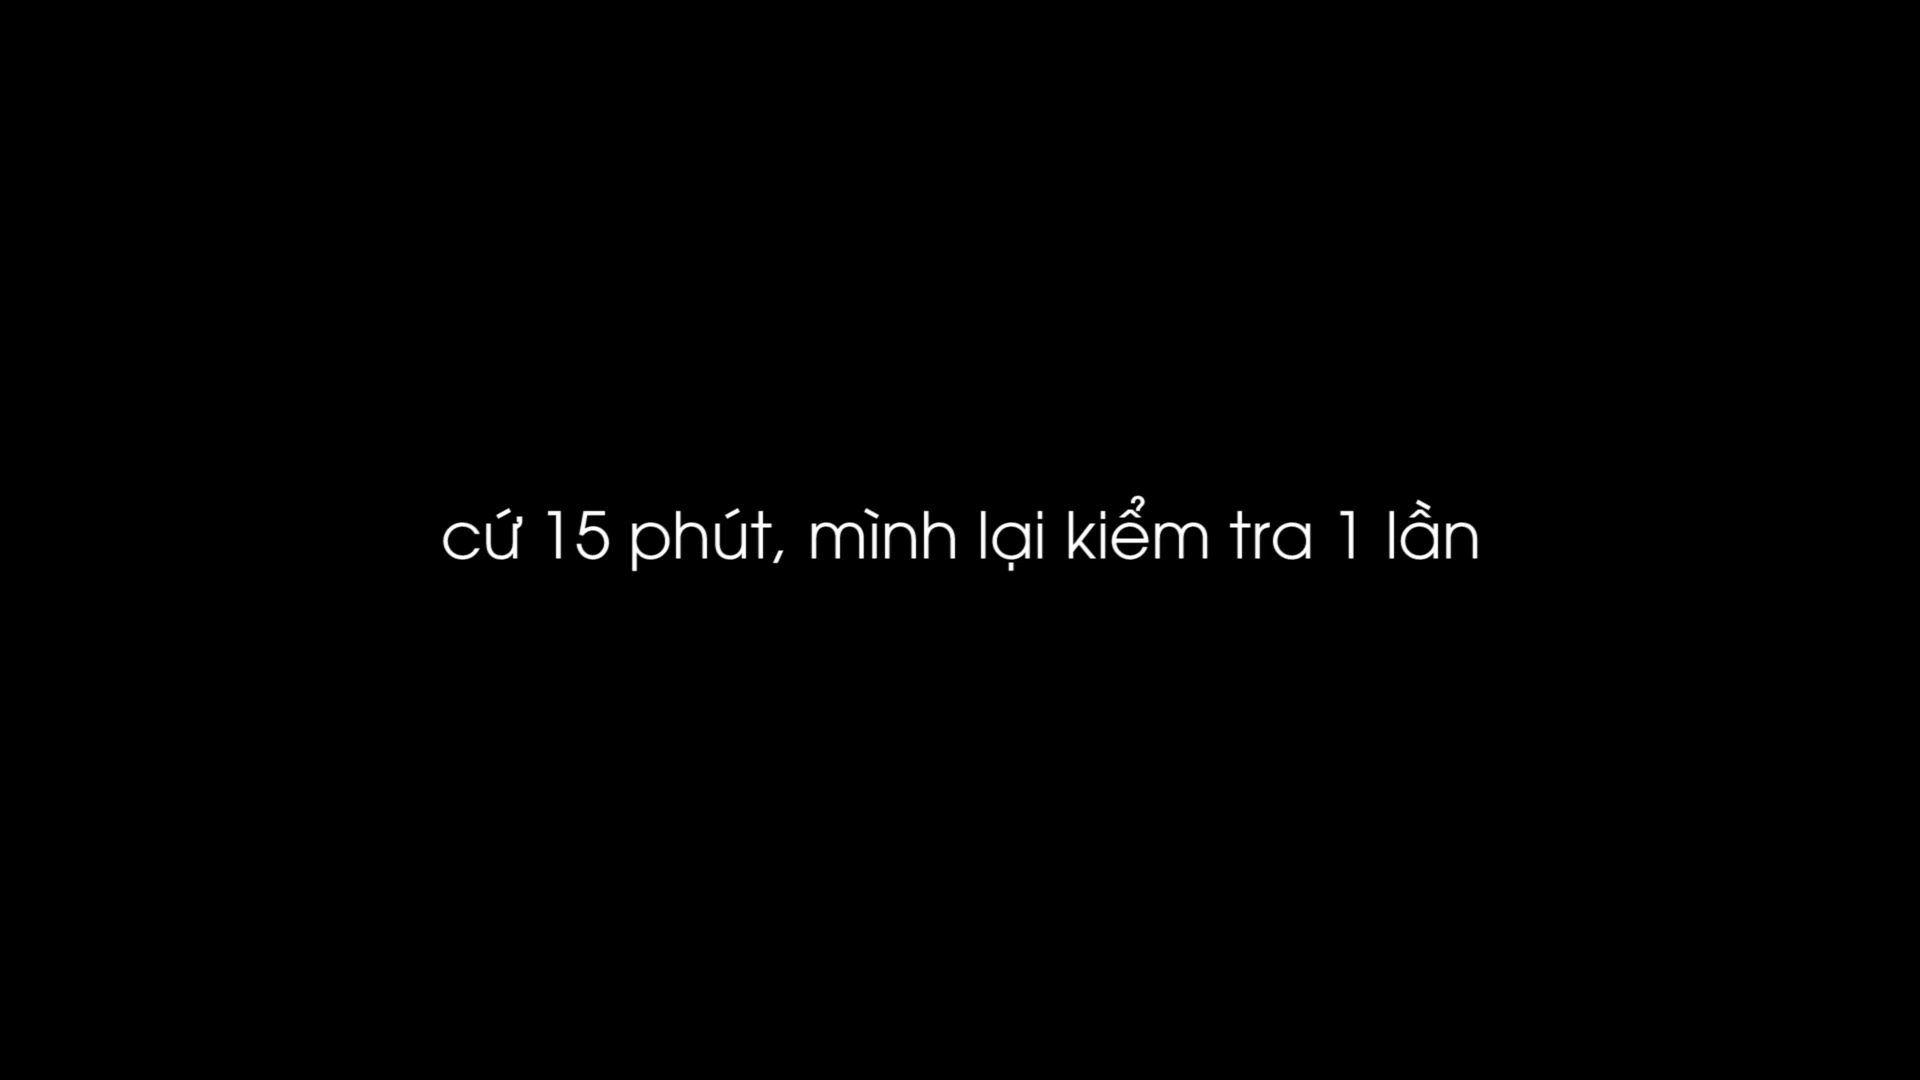 cứ 15 phút, mình lại kiểm tra 1 lần